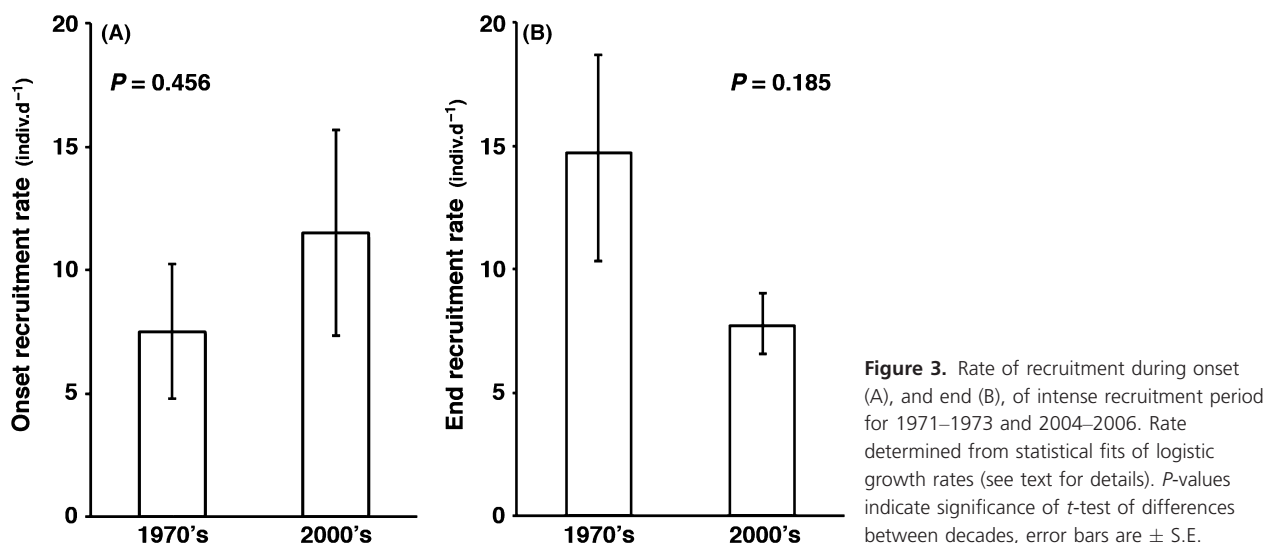 20
(A)
P = 0.456
15
10
5
0
Onset recruitment rate (indiv.d⁻¹)
1970's
2000's
20
(B)
P = 0.185
15
10
5
0
End recruitment rate (indiv.d⁻¹)
1970's
2000's
Figure 3. Rate of recruitment during onset
(A), and end (B), of intense recruitment period
for 1971–1973 and 2004–2006. Rate
determined from statistical fits of logistic
growth rates (see text for details). P-values
indicate significance of t-test of differences
between decades, error bars are ± S.E.